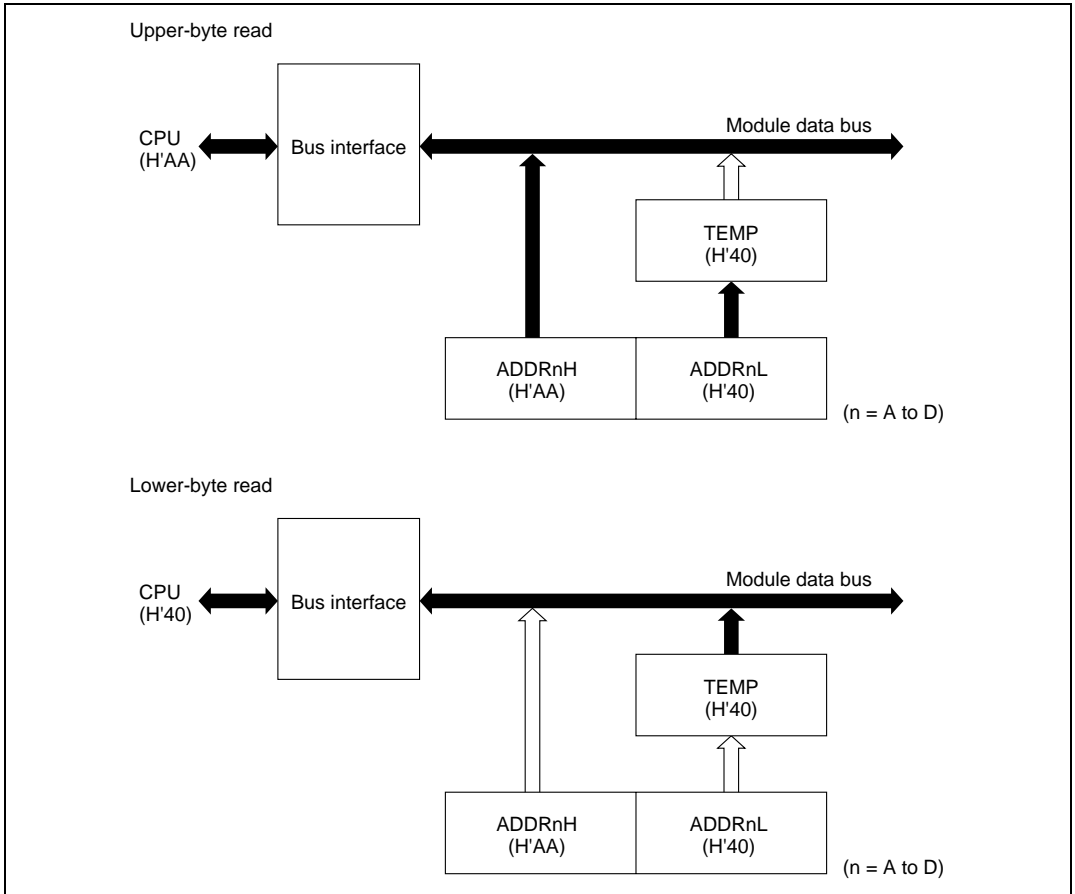 Upper-byte read
Module data bus
CPU
(H'AA)
Bus interface
TEMP
(H'40)
ADDRnH
(H'AA)
ADDRnL
(H'40)
(n = A to D)
Lower-byte read
Module data bus
CPU
(H'40)
Bus interface
TEMP
(H'40)
ADDRnH
(H'AA)
ADDRnL
(H'40)
(n = A to D)